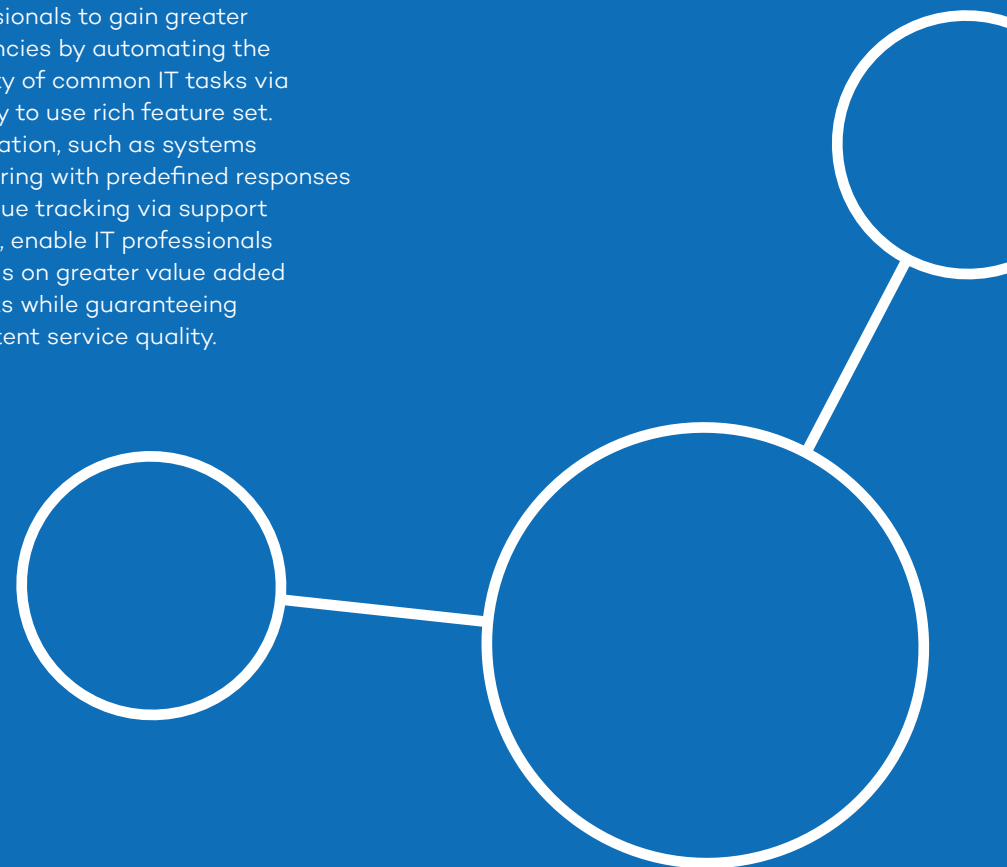 sionals to gain greater
ncies by automating the
ty of common IT tasks via
y to use rich feature set.
ation, such as systems
ring with predefined responses
ue tracking via support
, enable IT professionals
s on greater value added
s while guaranteeing
tent service quality.